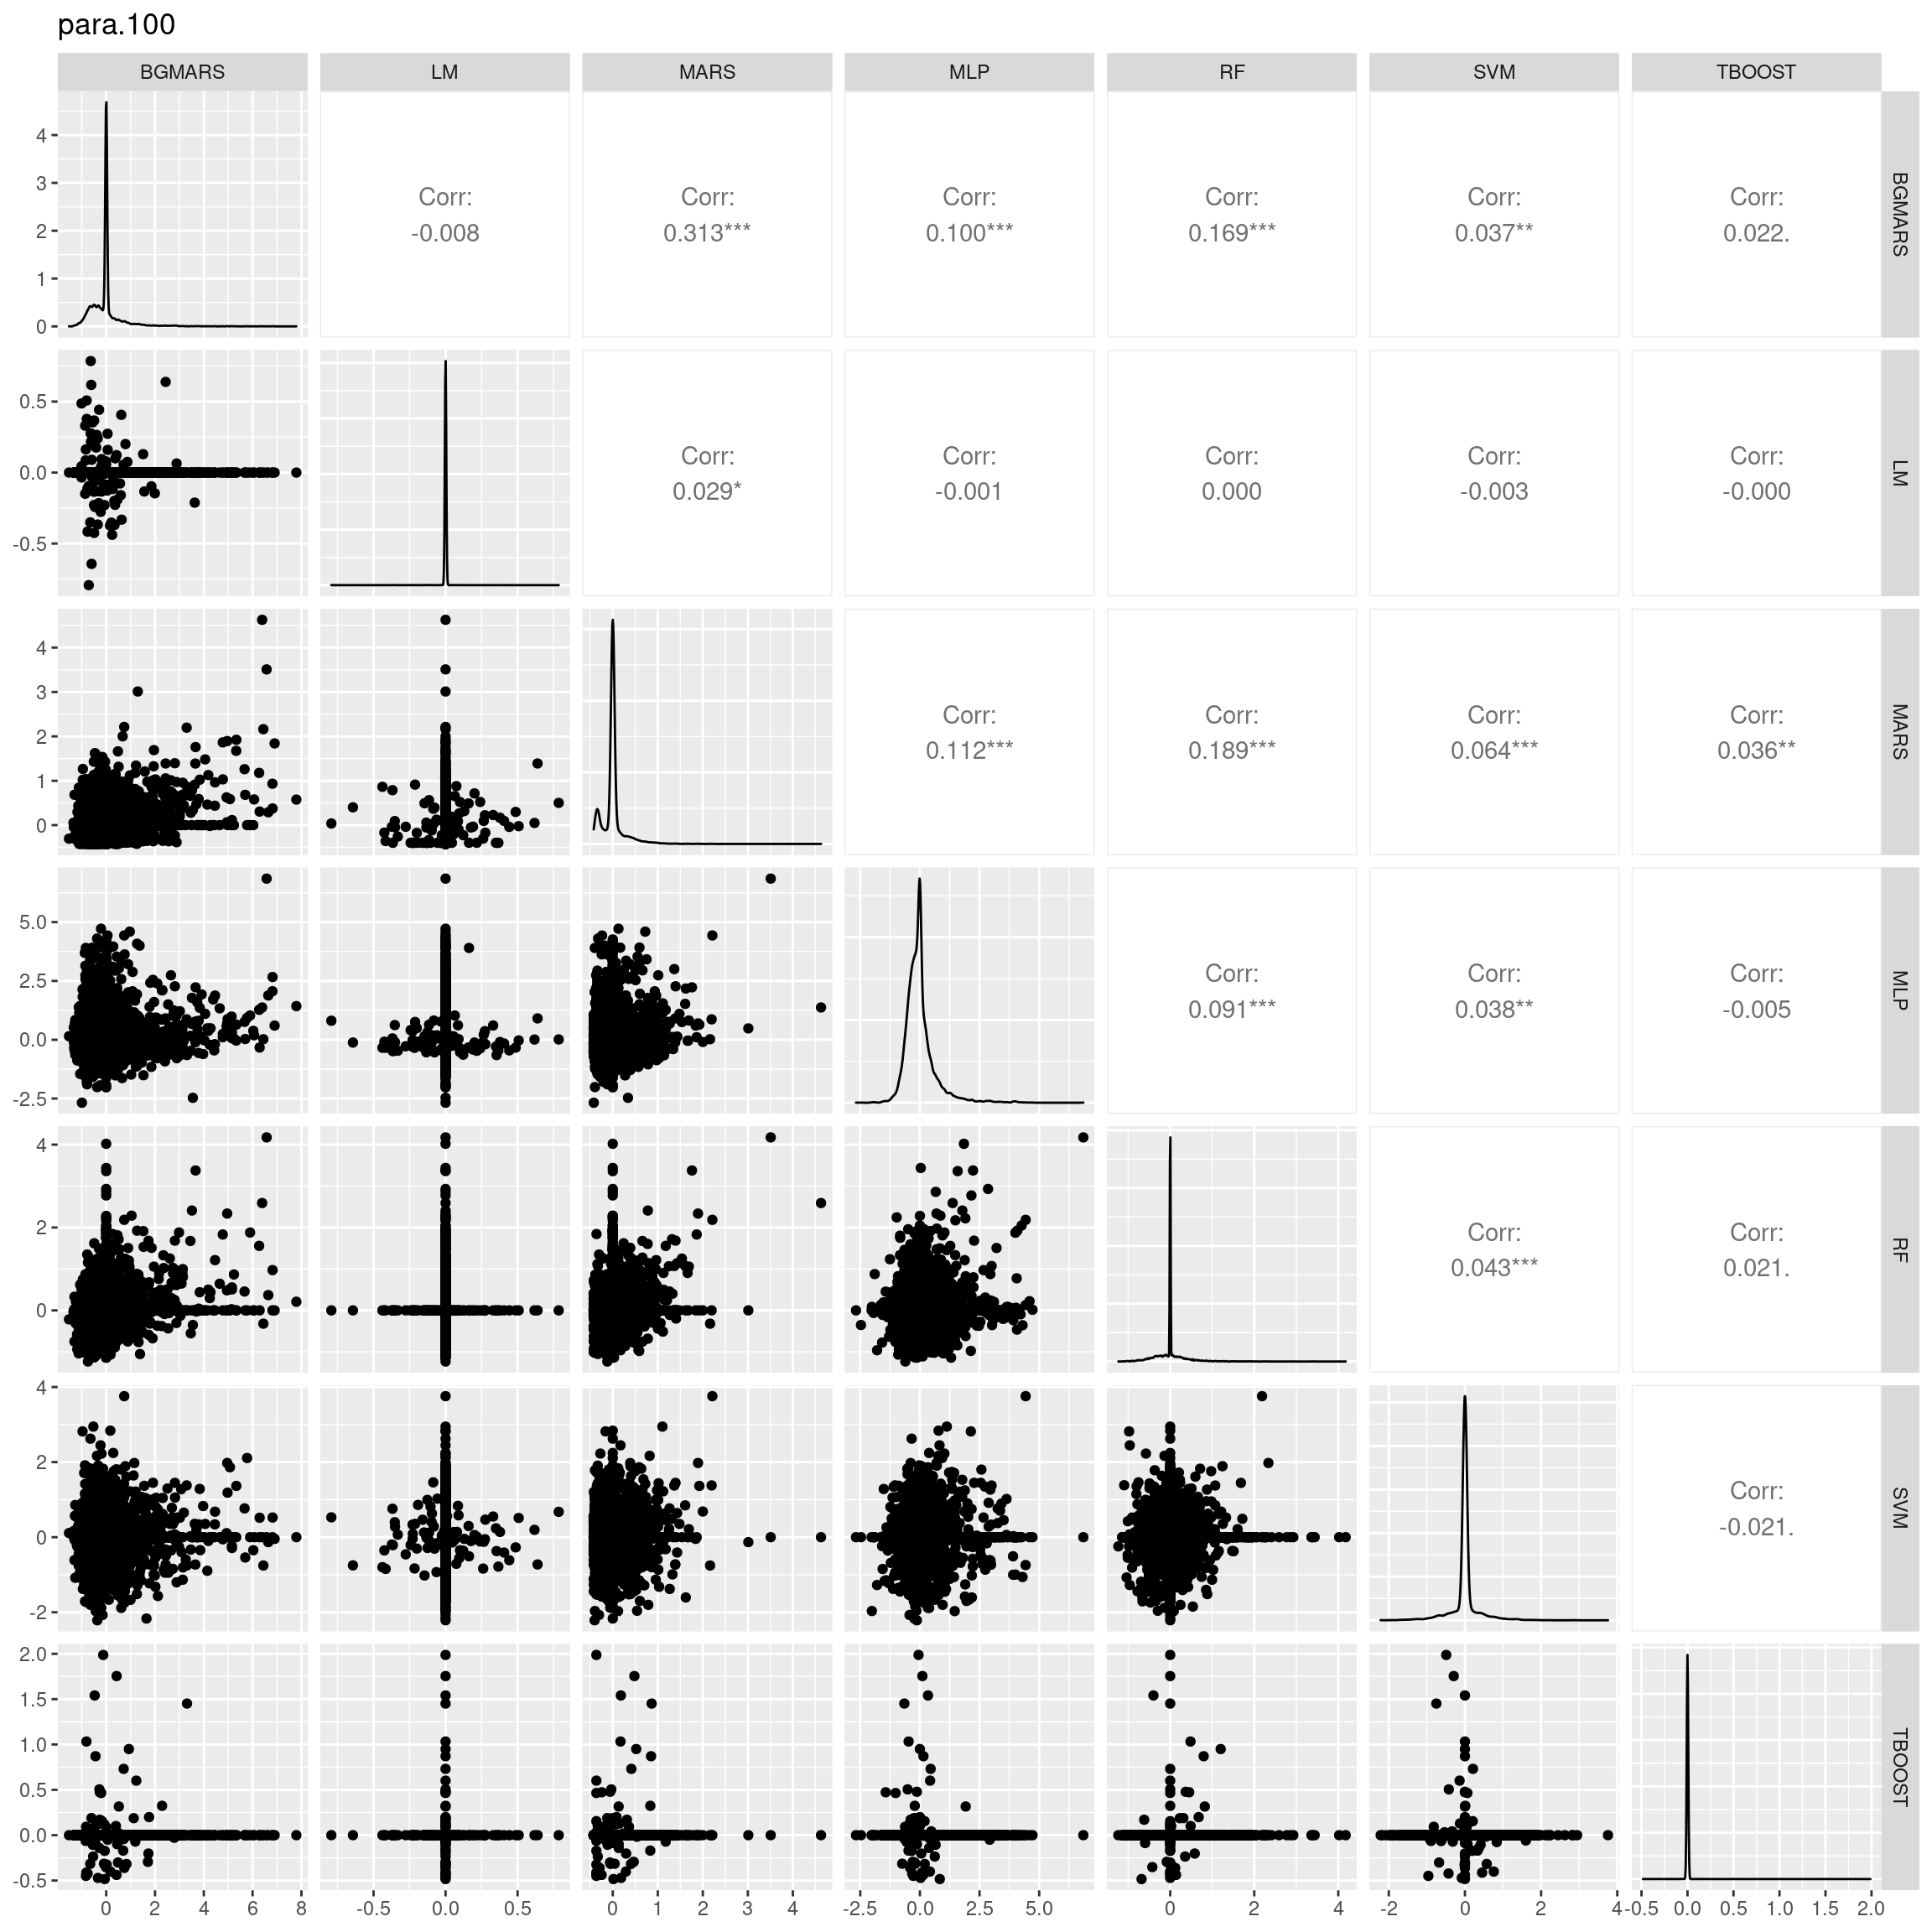 para.100
BGMARS LM MARS MLP RF SVM TBOOST
4
3
2
1
0
Corr:
-0.008
Corr:
0.313***
Corr:
0.100***
Corr:
0.169***
Corr:
0.037**
Corr:
0.022.
BGMARS
0.5
0.0
-0.5
Corr:
0.029*
Corr:
-0.001
Corr:
0.000
Corr:
-0.003
Corr:
-0.000
LM
4
3
2
1
0
Corr:
0.112***
Corr:
0.189***
Corr:
0.064***
Corr:
0.036**
MARS
5.0
2.5
0.0
-2.5
Corr:
0.091***
Corr:
0.038**
Corr:
-0.005
MLP
4
2
0
Corr:
0.043***
Corr:
0.021.
RF
4
2
0
-2
Corr:
-0.021.
SVM
2.0
1.5
1.0
0.5
0.0
-0.5
TBOOST
0 2 4 6 8 -0.5 0.0 0.5 0 1 2 3 4 -2.5 0.0 2.5 5.0 0 2 4 -2 0 2 4 -0.5 0.0 0.5 1.0 1.5 2.0